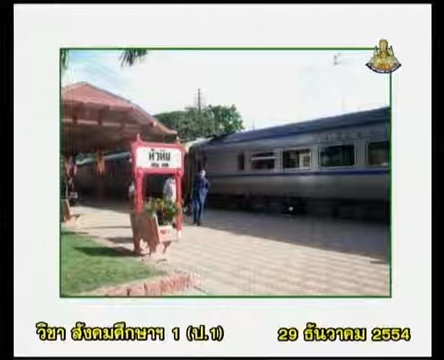 หัวหิน
วิชา สังคมศึกษาฯ 1 (ป.1)
29 ธันวาคม 2554